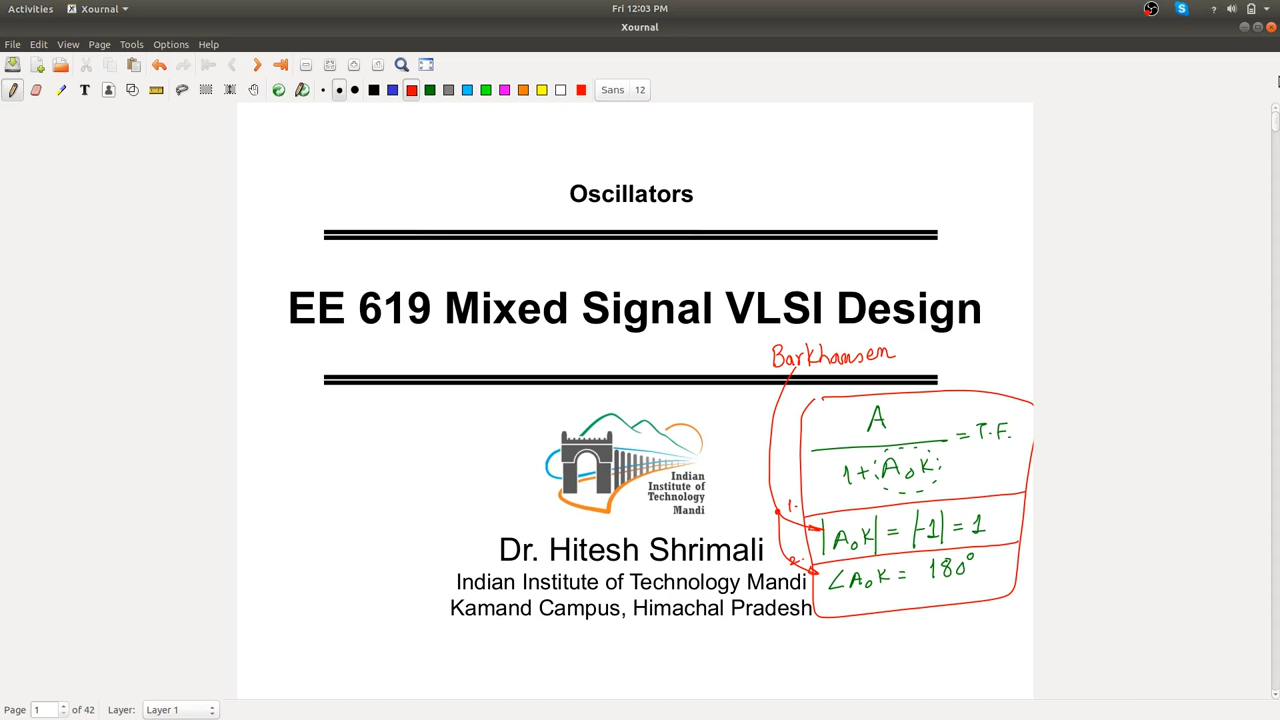 Activities Xournal Fri 12:03 PM ?
Xournal
File Edit View Page Tools Options Help
T Sans 12
Oscillators
EE 619 Mixed Signal VLSI Design
Barkhausen
A
= T.F.
1+A₀K
1.
|A₀K| = |-1| = 1
2.
∠A₀K = 180°
Indian
Institute of
Technology
Mandi
Dr. Hitesh Shrimali
Indian Institute of Technology Mandi
Kamand Campus, Himachal Pradesh
Page 1 of 42 Layer: Layer 1